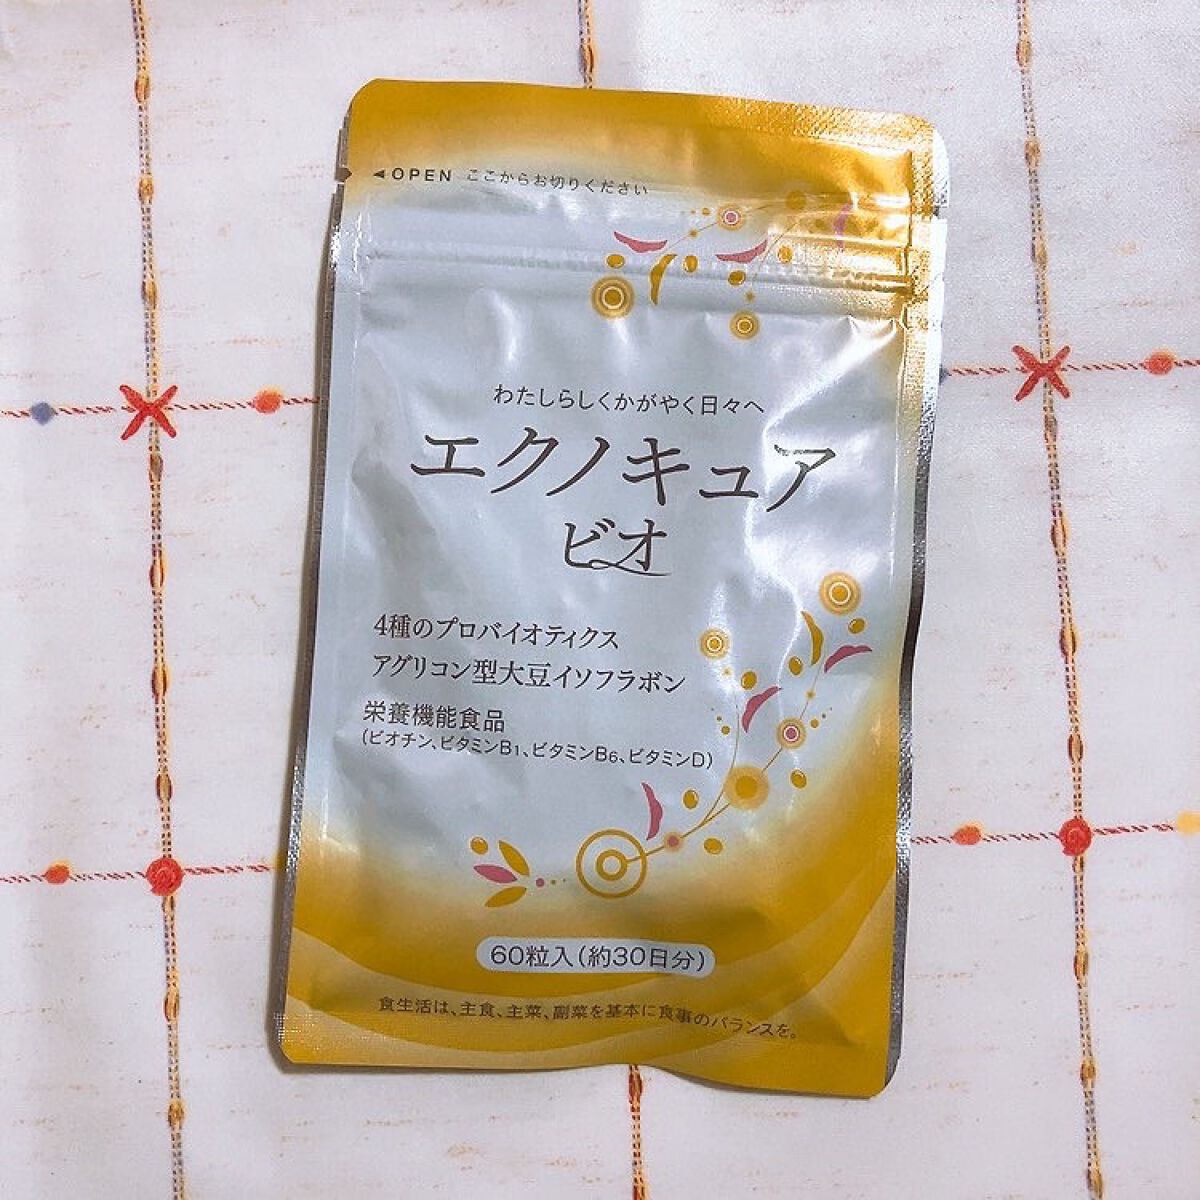 ◄OPEN ここからお切りください
わたしらしくかがやく日々へ
エクノキュア
ビオ
4種のプロバイオティクス
アグリコン型大豆イソフラボン
栄養機能食品
(ビオチン、ビタミンB₁、ビタミンB₆、ビタミンD)
60粒入(約30日分)
食生活は、主食、主菜、副菜を基本に食事のバランスを。